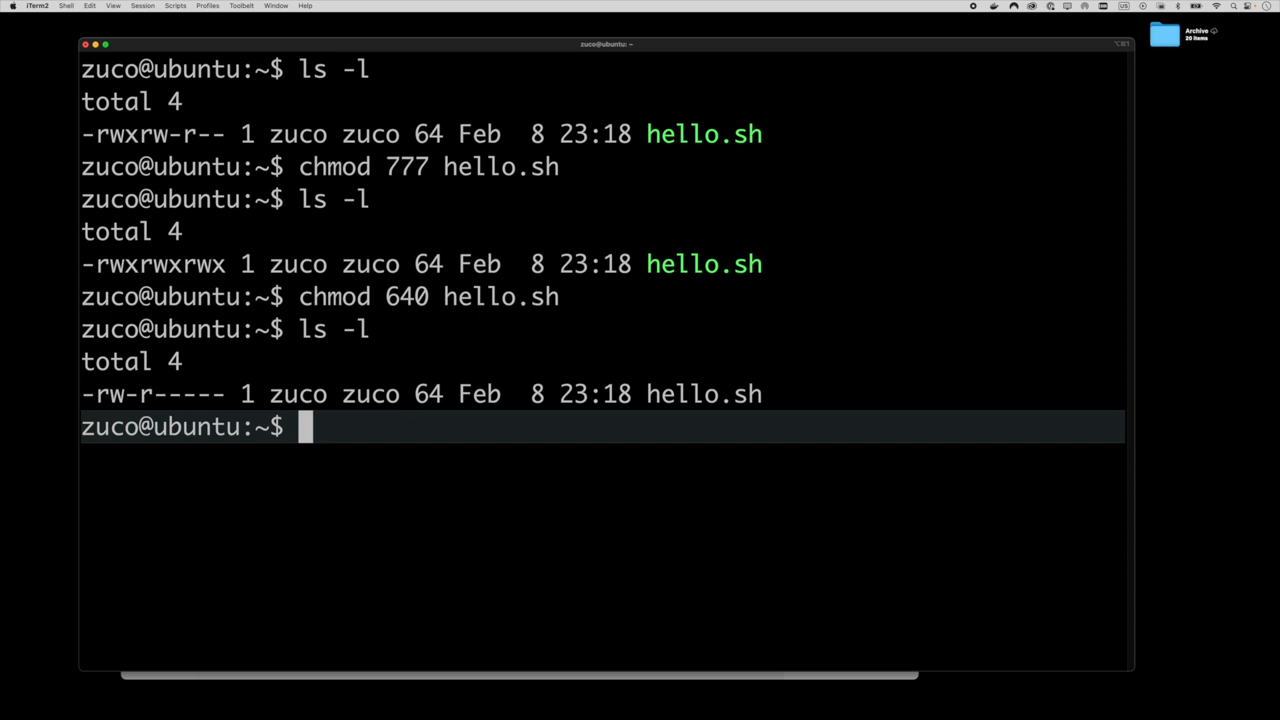 iTerm2 Shell Edit View Session Scripts Profiles Toolbelt Window Help
Archive
20 items
zuco@ubuntu: ~
⌥⌘1
zuco@ubuntu:~$ ls -l
total 4
-rwxrw-r-- 1 zuco zuco 64 Feb  8 23:18 hello.sh
zuco@ubuntu:~$ chmod 777 hello.sh
zuco@ubuntu:~$ ls -l
total 4
-rwxrwxrwx 1 zuco zuco 64 Feb  8 23:18 hello.sh
zuco@ubuntu:~$ chmod 640 hello.sh
zuco@ubuntu:~$ ls -l
total 4
-rw-r----- 1 zuco zuco 64 Feb  8 23:18 hello.sh
zuco@ubuntu:~$